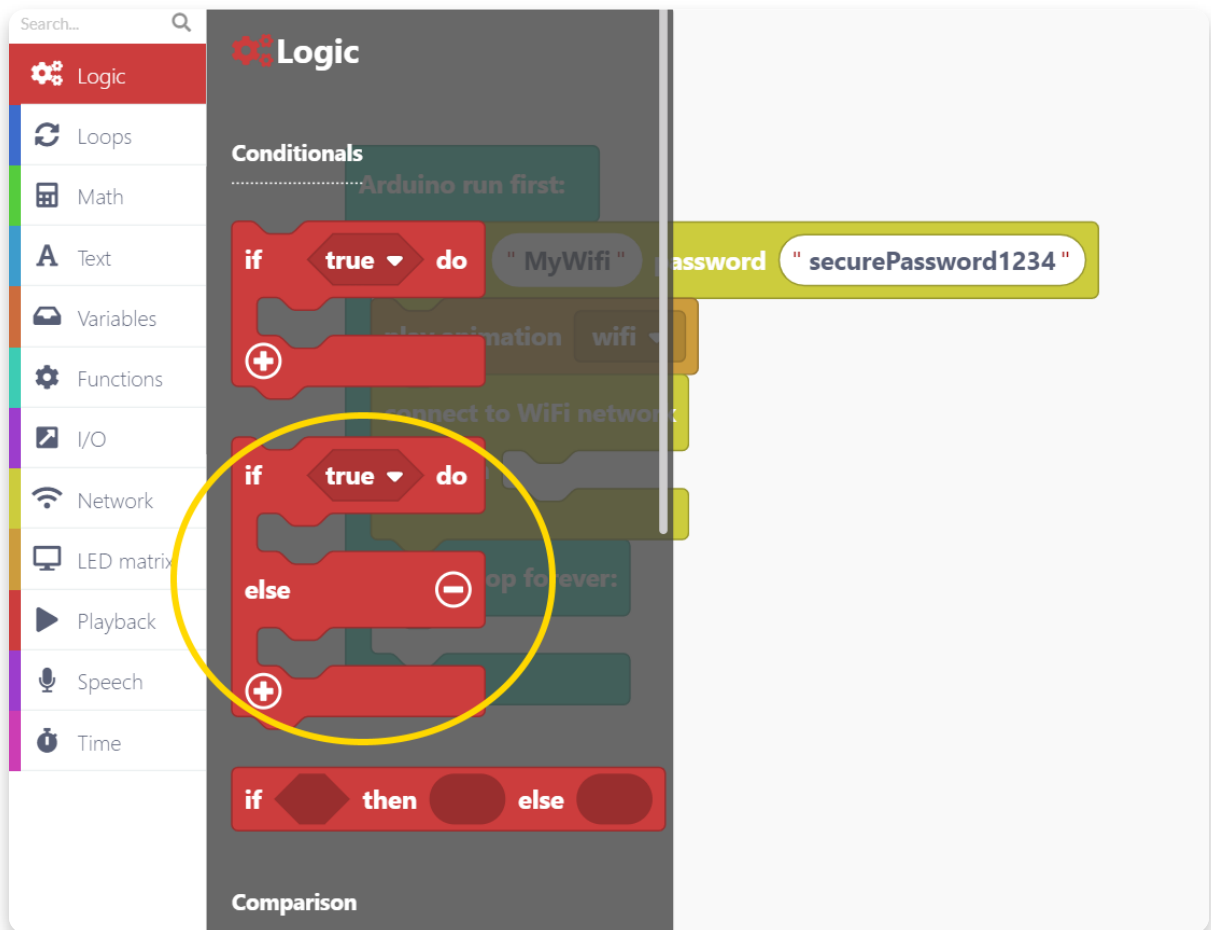 Search...
Logic
Loops
Math
Text
Variables
Functions
I/O
Network
LED matrix
Playback
Speech
Time
Logic
Conditionals
if true do
if true do
else
if then else
Comparison
Arduino run first:
"MyWifi" password "securePassword1234"
play animation wifi
connect to WiFi network
op forever: